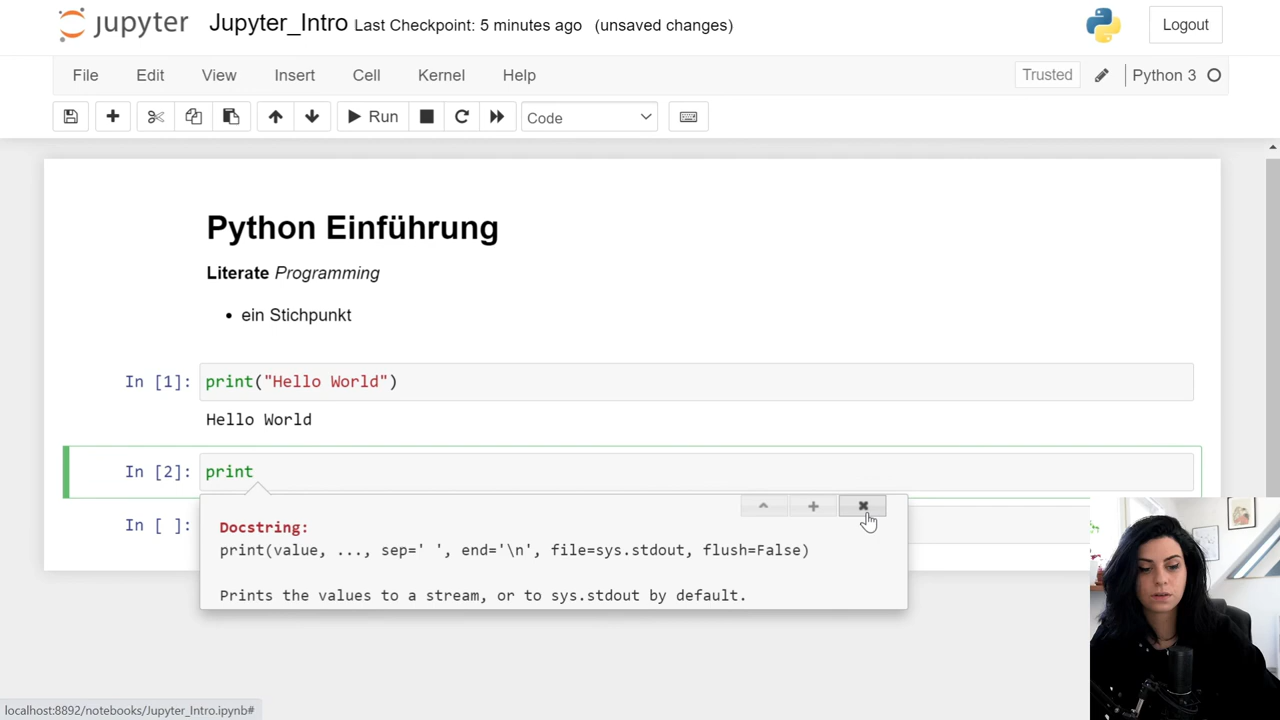 jupyter Jupyter_Intro Last Checkpoint: 5 minutes ago (unsaved changes) Logout
File Edit View Insert Cell Kernel Help Trusted Python 3
Run Code
Python Einführung
Literate Programming
• ein Stichpunkt
In [1]: print("Hello World")
Hello World
In [2]: print
In [ ]:
Docstring:
print(value, ..., sep=' ', end='\n', file=sys.stdout, flush=False)
Prints the values to a stream, or to sys.stdout by default.
localhost:8892/notebooks/Jupyter_Intro.ipynb#